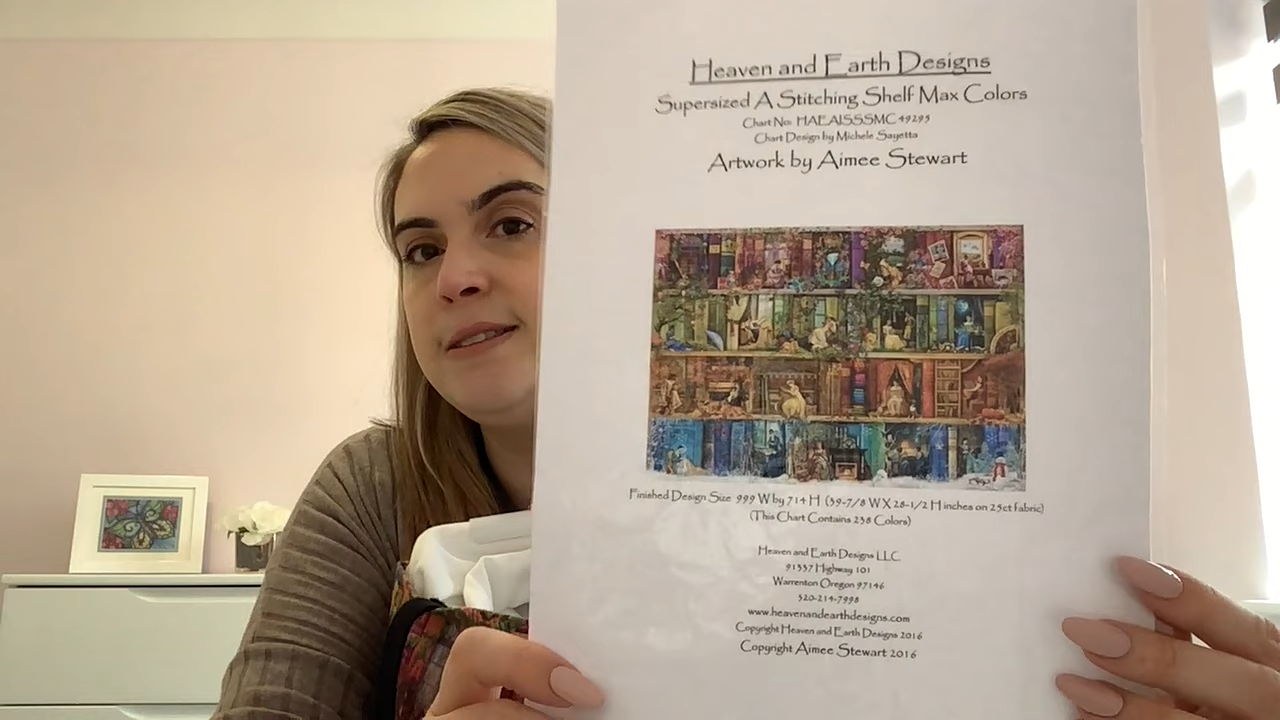 Heaven and Earth Designs
Supersized A Stitching Shelf Max Colors
Chart No: HAEAISSSMC 49295
Chart Design by Michele Sayetta
Artwork by Aimee Stewart
Finished Design Size 999 W by 714 H (39-7/8 W X 28-1/2 H inches on 25ct fabric)
(This Chart Contains 238 Colors)
Heaven and Earth Designs LLC
91357 Highway 101
Warrenton Oregon 97146
520-214-7998
www.heavenandearthdesigns.com
Copyright Heaven and Earth Designs 2016
Copyright Aimee Stewart 2016